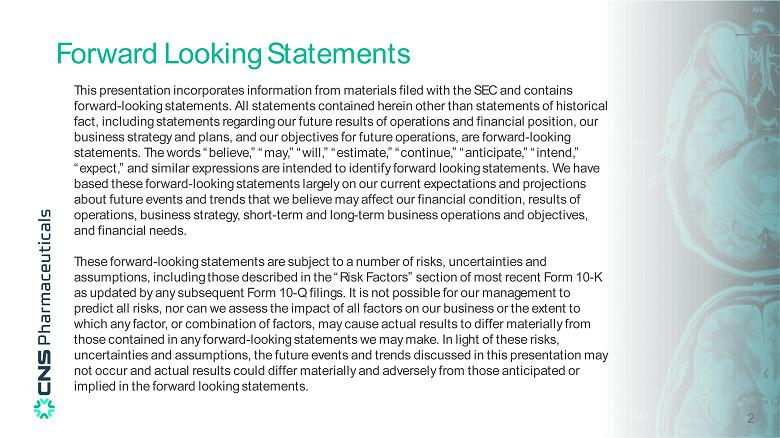 AHL
Forward Looking Statements
This presentation incorporates information from materials filed with the SEC and contains
forward-looking statements. All statements contained herein other than statements of historical
fact, including statements regarding our future results of operations and financial position, our
business strategy and plans, and our objectives for future operations, are forward-looking
statements. The words “believe,” “may,” “will,” “estimate,” “continue,” “anticipate,” “intend,”
“expect,” and similar expressions are intended to identify forward looking statements. We have
based these forward-looking statements largely on our current expectations and projections
about future events and trends that we believe may affect our financial condition, results of
operations, business strategy, short-term and long-term business operations and objectives,
and financial needs.
These forward-looking statements are subject to a number of risks, uncertainties and
assumptions, including those described in the “Risk Factors” section of most recent Form 10-K
as updated by any subsequent Form 10-Q filings. It is not possible for our management to
predict all risks, nor can we assess the impact of all factors on our business or the extent to
which any factor, or combination of factors, may cause actual results to differ materially from
those contained in any forward-looking statements we may make. In light of these risks,
uncertainties and assumptions, the future events and trends discussed in this presentation may
not occur and actual results could differ materially and adversely from those anticipated or
implied in the forward looking statements.
CNS Pharmaceuticals
2